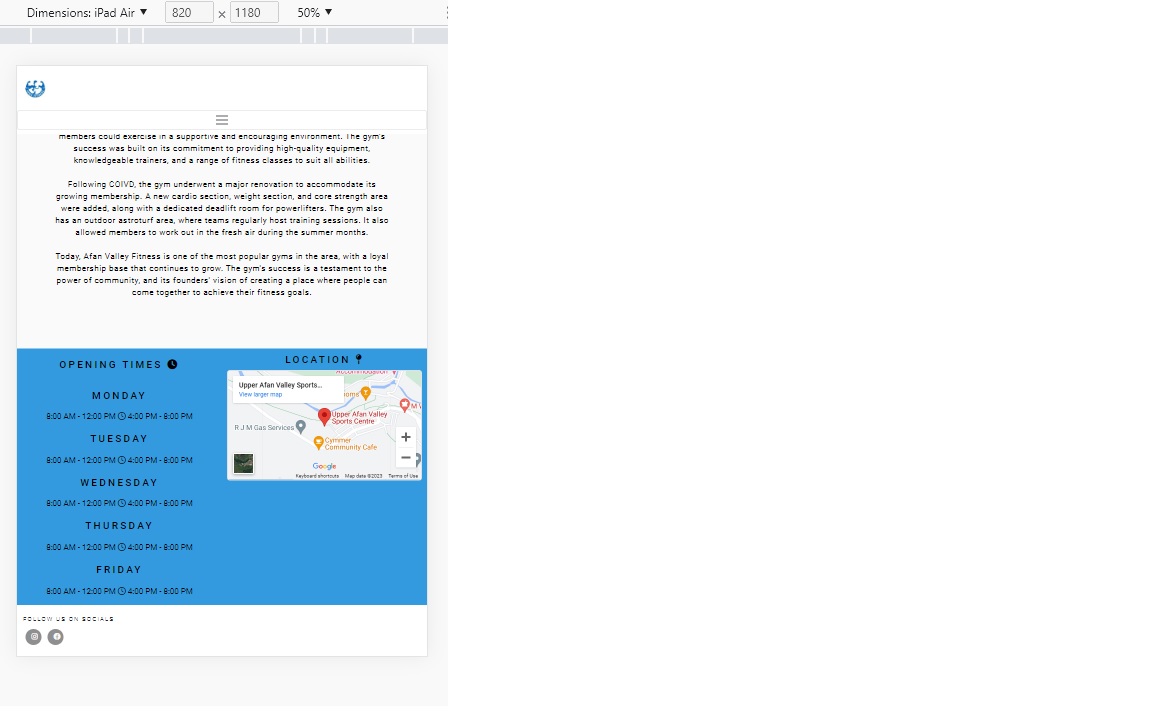 Dimensions: iPad Air ▼ 820 × 1180 50% ▼
members could exercise in a supportive and encouraging environment. The gym's
success was built on its commitment to providing high-quality equipment,
knowledgeable trainers, and a range of fitness classes to suit all abilities.
Following COIVD, the gym underwent a major renovation to accommodate its
growing membership. A new cardio section, weight section, and core strength area
were added, along with a dedicated deadlift room for powerlifters. The gym also
has an outdoor astroturf area, where teams regularly host training sessions. It also
allowed members to work out in the fresh air during the summer months.
Today, Afan Valley Fitness is one of the most popular gyms in the area, with a loyal
membership base that continues to grow. The gym's success is a testament to the
power of community, and its founders' vision of creating a place where people can
come together to achieve their fitness goals.
OPENING TIMES
MONDAY
8:00 AM - 12:00 PM 4:00 PM - 8:00 PM
TUESDAY
8:00 AM - 12:00 PM 4:00 PM - 8:00 PM
WEDNESDAY
8:00 AM - 12:00 PM 4:00 PM - 8:00 PM
THURSDAY
8:00 AM - 12:00 PM 4:00 PM - 8:00 PM
FRIDAY
8:00 AM - 12:00 PM 4:00 PM - 8:00 PM
LOCATION
Accommodation
Upper Afan Valley Sports...
View larger map
ooms
M V
Upper Afan Valley
Sports Centre
R J M Gas Services
Cymmer
Community Cafe
Google
Keyboard shortcuts Map data ©2023 Terms of Use
FOLLOW US ON SOCIALS